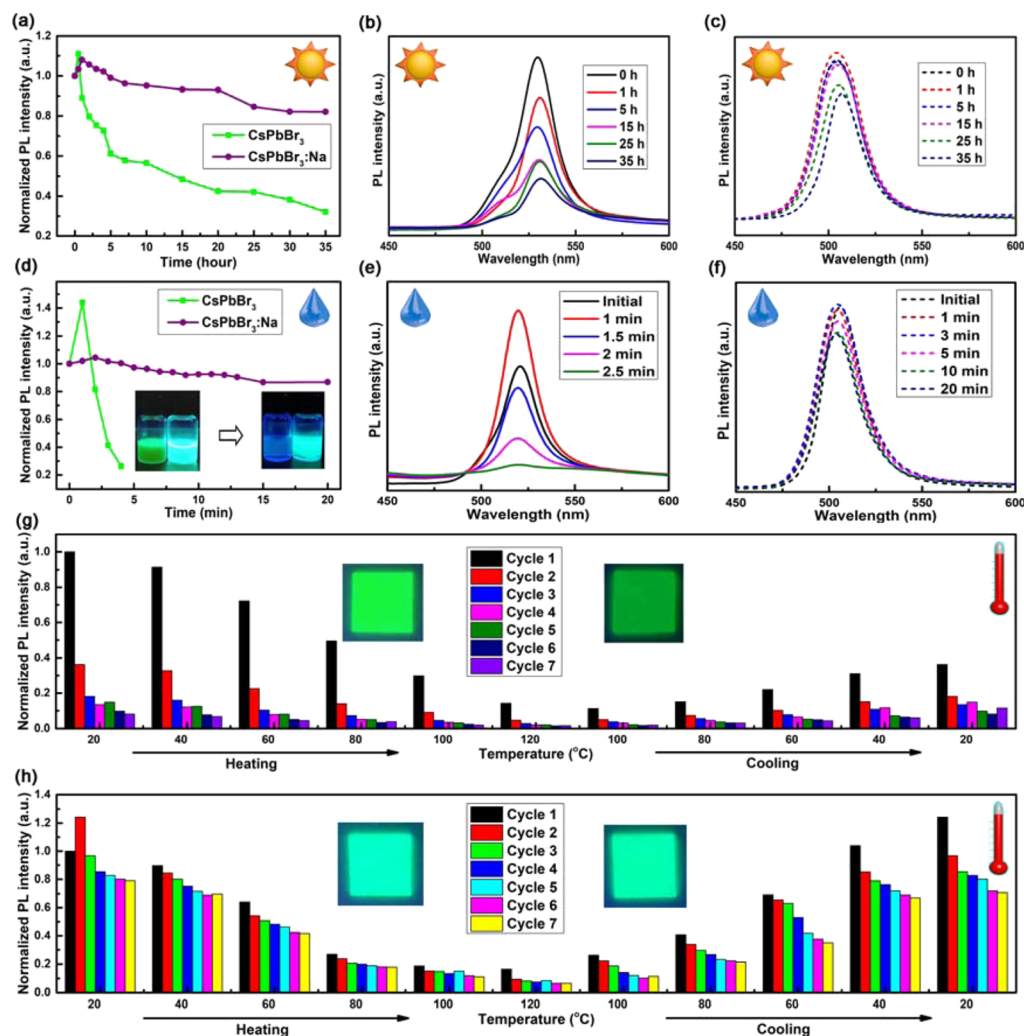 (a)
Normalized PL intensity (a.u.)
1.2
1.0
0.8
0.6
0.4
0.2
CsPbBr3
CsPbBr3:Na
0 5 10 15 20 25 30 35
Time (hour)
(b)
PL intensity (a.u.)
0 h
1 h
5 h
15 h
25 h
35 h
450 500 550 600
Wavelength (nm)
(c)
PL intensity (a.u.)
0 h
1 h
5 h
15 h
25 h
35 h
450 500 550 600
Wavelength (nm)
(d)
Normalized PL intensity (a.u.)
1.4
1.2
1.0
0.8
0.6
0.4
0.2
CsPbBr3
CsPbBr3:Na
0 5 10 15 20
Time (min)
(e)
PL intensity (a.u.)
Initial
1 min
1.5 min
2 min
2.5 min
450 500 550 600
Wavelength (nm)
(f)
PL intensity (a.u.)
Initial
1 min
3 min
5 min
10 min
20 min
450 500 550 600
Wavelength (nm)
(g)
Normalized PL intensity (a.u.)
1.0
0.8
0.6
0.4
0.2
0.0
Cycle 1
Cycle 2
Cycle 3
Cycle 4
Cycle 5
Cycle 6
Cycle 7
20 40 60 80 100 120 100 80 60 40 20
Heating Temperature (°C) Cooling
(h)
Normalized PL intensity (a.u.)
1.4
1.2
1.0
0.8
0.6
0.4
0.2
0.0
Cycle 1
Cycle 2
Cycle 3
Cycle 4
Cycle 5
Cycle 6
Cycle 7
20 40 60 80 100 120 100 80 60 40 20
Heating Temperature (°C) Cooling